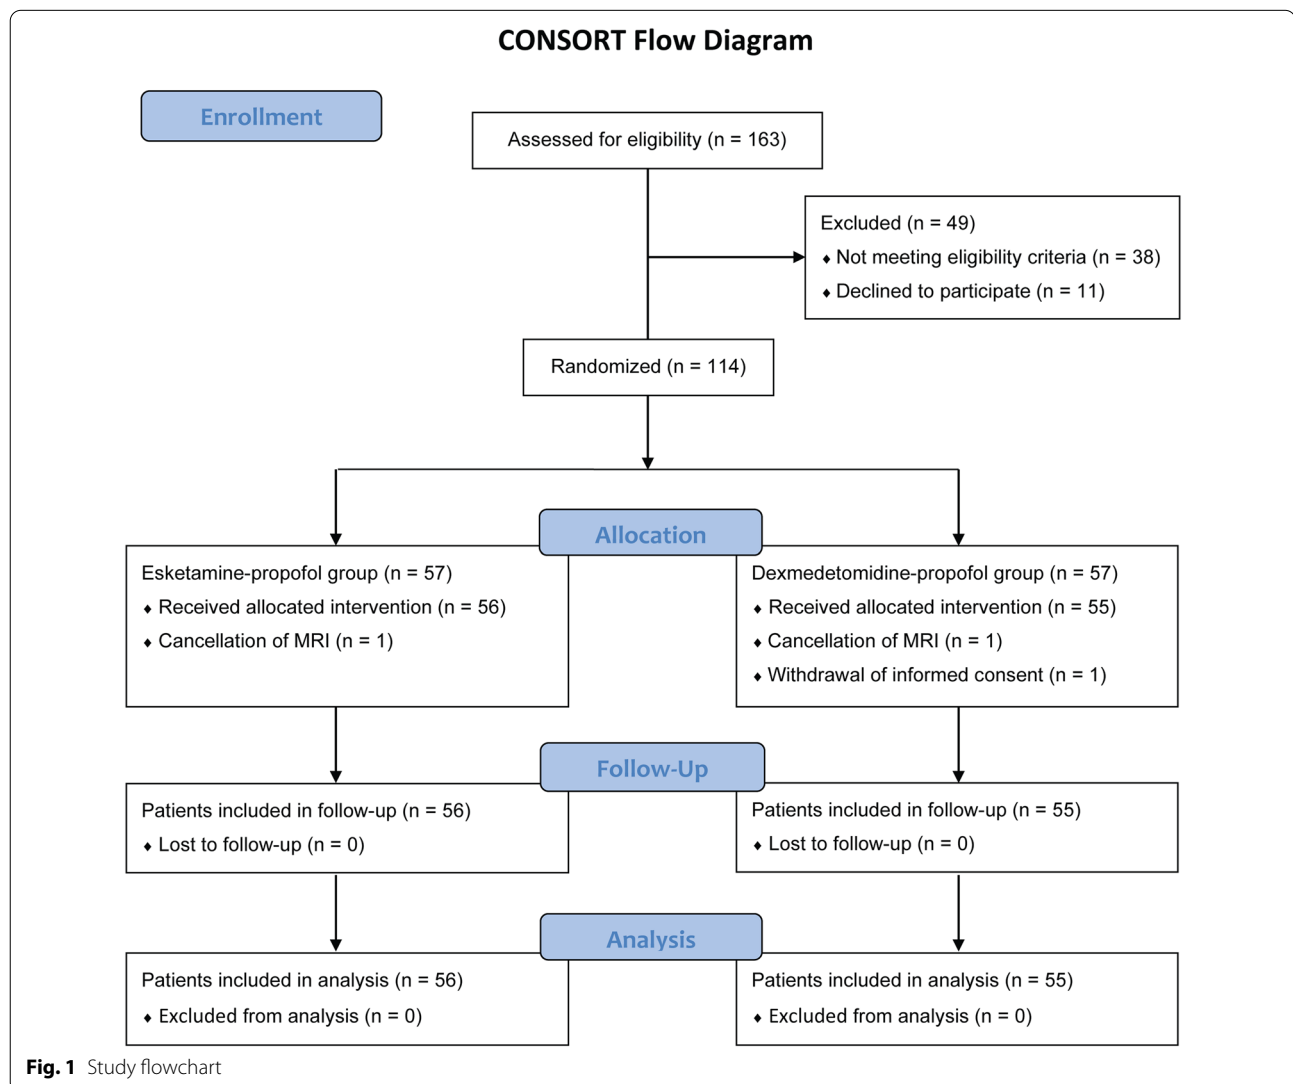 CONSORT Flow Diagram
Enrollment
Assessed for eligibility (n = 163)
Excluded (n = 49)
♦ Not meeting eligibility criteria (n = 38)
♦ Declined to participate (n = 11)
Randomized (n = 114)
Allocation
Esketamine-propofol group (n = 57)
♦ Received allocated intervention (n = 56)
♦ Cancellation of MRI (n = 1)
Dexmedetomidine-propofol group (n = 57)
♦ Received allocated intervention (n = 55)
♦ Cancellation of MRI (n = 1)
♦ Withdrawal of informed consent (n = 1)
Follow-Up
Patients included in follow-up (n = 56)
♦ Lost to follow-up (n = 0)
Patients included in follow-up (n = 55)
♦ Lost to follow-up (n = 0)
Analysis
Patients included in analysis (n = 56)
♦ Excluded from analysis (n = 0)
Patients included in analysis (n = 55)
♦ Excluded from analysis (n = 0)
Fig. 1 Study flowchart